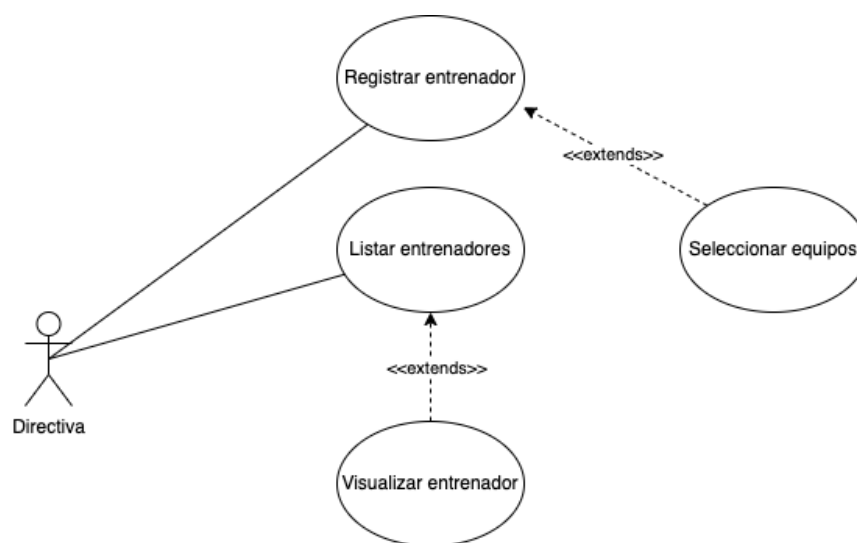 Registrar entrenador
<<extends>>
Listar entrenadores
Seleccionar equipos
<<extends>>
Directiva
Visualizar entrenador